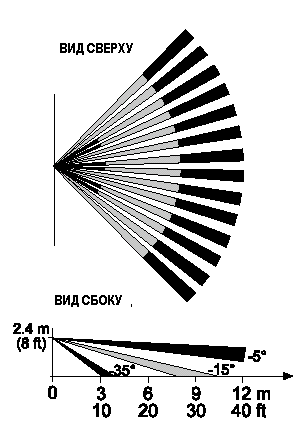 ВИД СВЕРХУ
ВИД СБОКУ
2.4 m
(8 ft)
-5°
-35°
-15°
0 3 6 9 12 m
10 20 30 40 ft